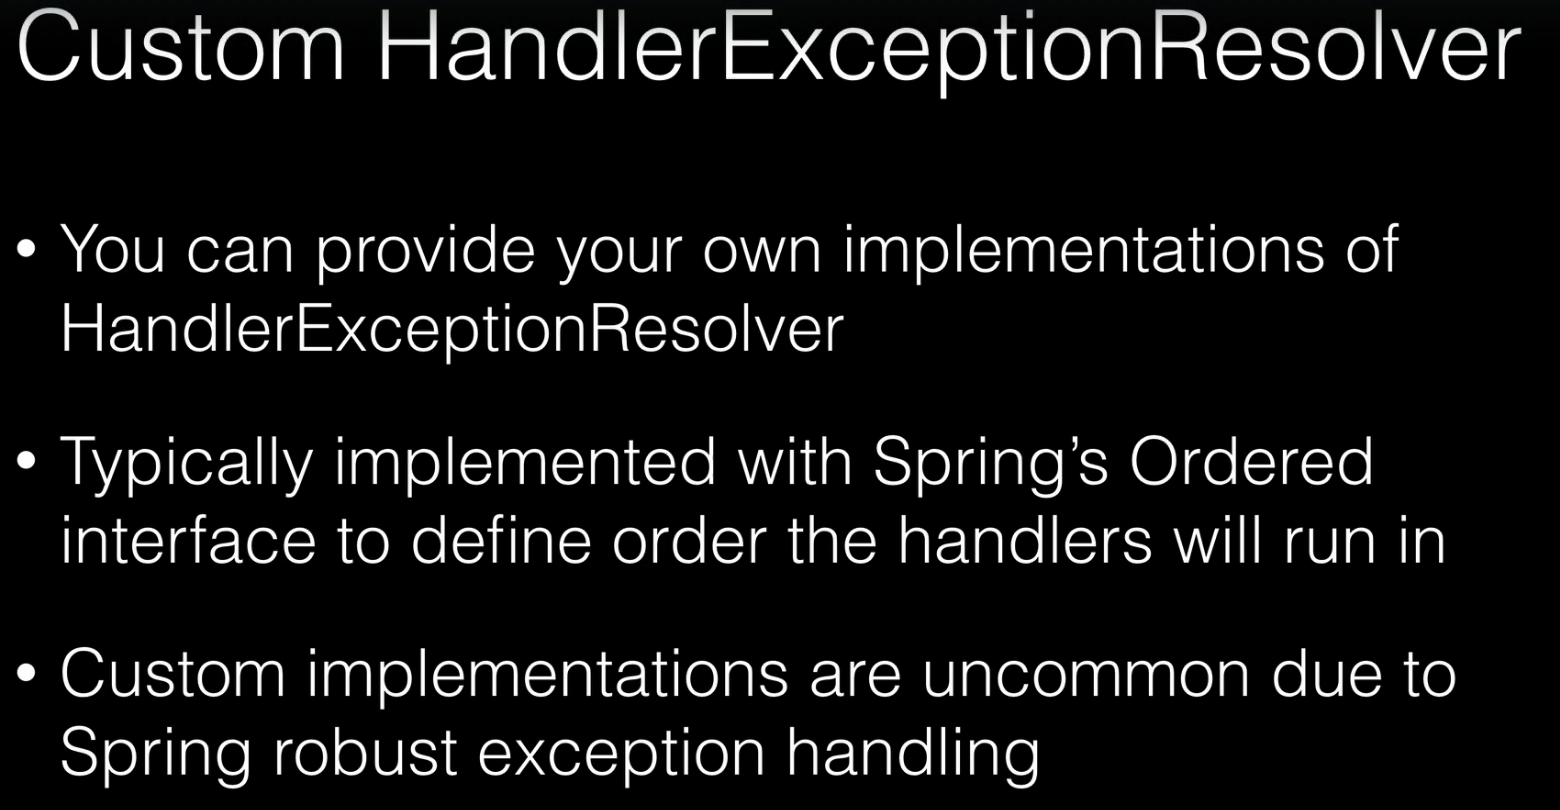 Custom HandlerExceptionResolver
• You can provide your own implementations of
HandlerExceptionResolver
• Typically implemented with Spring’s Ordered
interface to define order the handlers will run in
• Custom implementations are uncommon due to
Spring robust exception handling